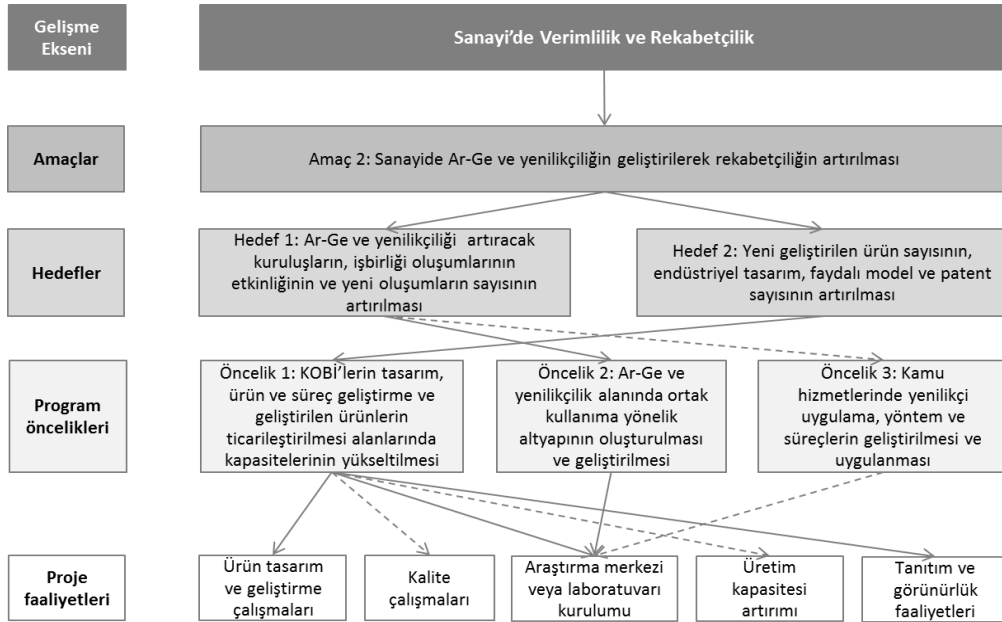 Gelişme
Ekseni
Sanayi’de Verimlilik ve Rekabetçilik
Amaçlar
Amaç 2: Sanayide Ar-Ge ve yenilikçiliğin geliştirilerek rekabetçiliğin artırılması
Hedefler
Hedef 1: Ar-Ge ve yenilikçiliği artıracak
kuruluşların, işbirliği oluşumlarının
etkinliğinin ve yeni oluşumların sayısının
artırılması
Hedef 2: Yeni geliştirilen ürün sayısının,
endüstriyel tasarım, faydalı model ve patent
sayısının artırılması
Program
öncelikleri
Öncelik 1: KOBİ’lerin tasarım,
ürün ve süreç geliştirme ve
geliştirilen ürünlerin
ticarileştirilmesi alanlarında
kapasitelerinin yükseltilmesi
Öncelik 2: Ar-Ge ve
yenilikçilik alanında ortak
kullanıma yönelik
altyapının oluşturulması
ve geliştirilmesi
Öncelik 3: Kamu
hizmetlerinde yenilikçi
uygulama, yöntem ve
süreçlerin geliştirilmesi ve
uygulanması
Proje
faaliyetleri
Ürün tasarım
ve geliştirme
çalışmaları
Kalite
çalışmaları
Araştırma merkezi
veya laboratuvarı
kurulumu
Üretim
kapasitesi
artırımı
Tanıtım ve
görünürlük
faaliyetleri